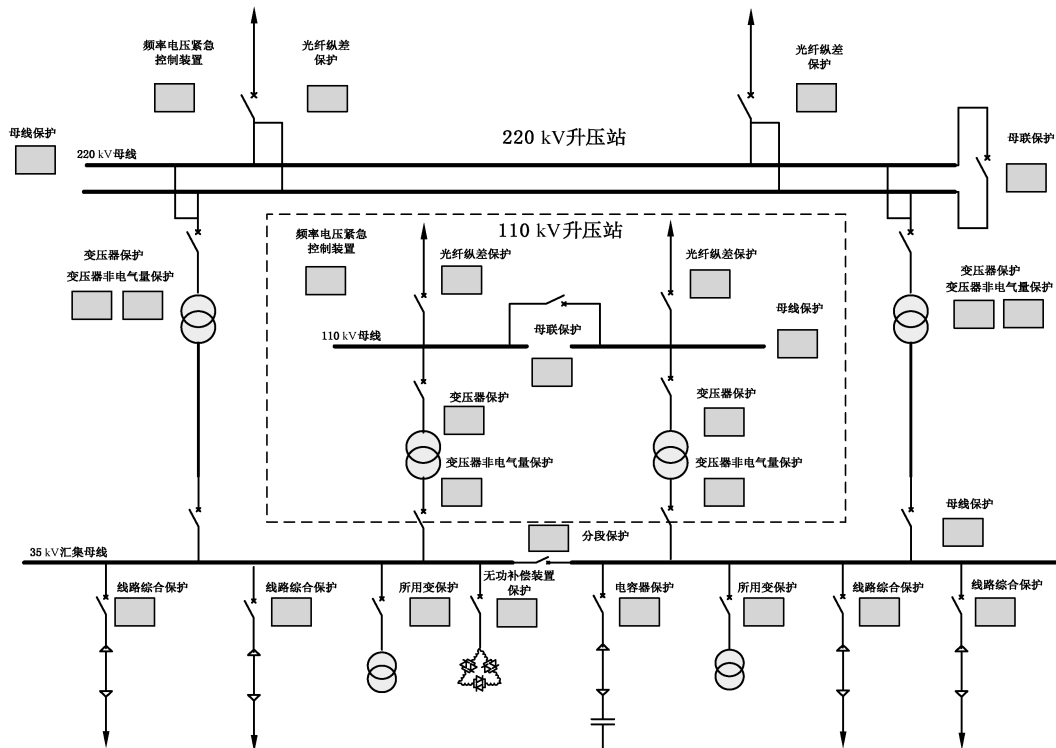 频率电压紧急
控制装置
光纤纵差
保护
光纤纵差
保护
母线保护
220 kV升压站
220 kV母线
母联保护
频率电压紧急
控制装置
110 kV升压站
光纤纵差保护
光纤纵差保护
变压器保护
变压器非电气量保护
变压器保护
变压器非电气量保护
母线保护
110 kV母线
母联保护
变压器保护
变压器保护
变压器非电气量保护
变压器非电气量保护
母线保护
分段保护
35 kV汇集母线
线路综合保护
线路综合保护
所用变保护
无功补偿装置
保护
电容器保护
所用变保护
线路综合保护
线路综合保护